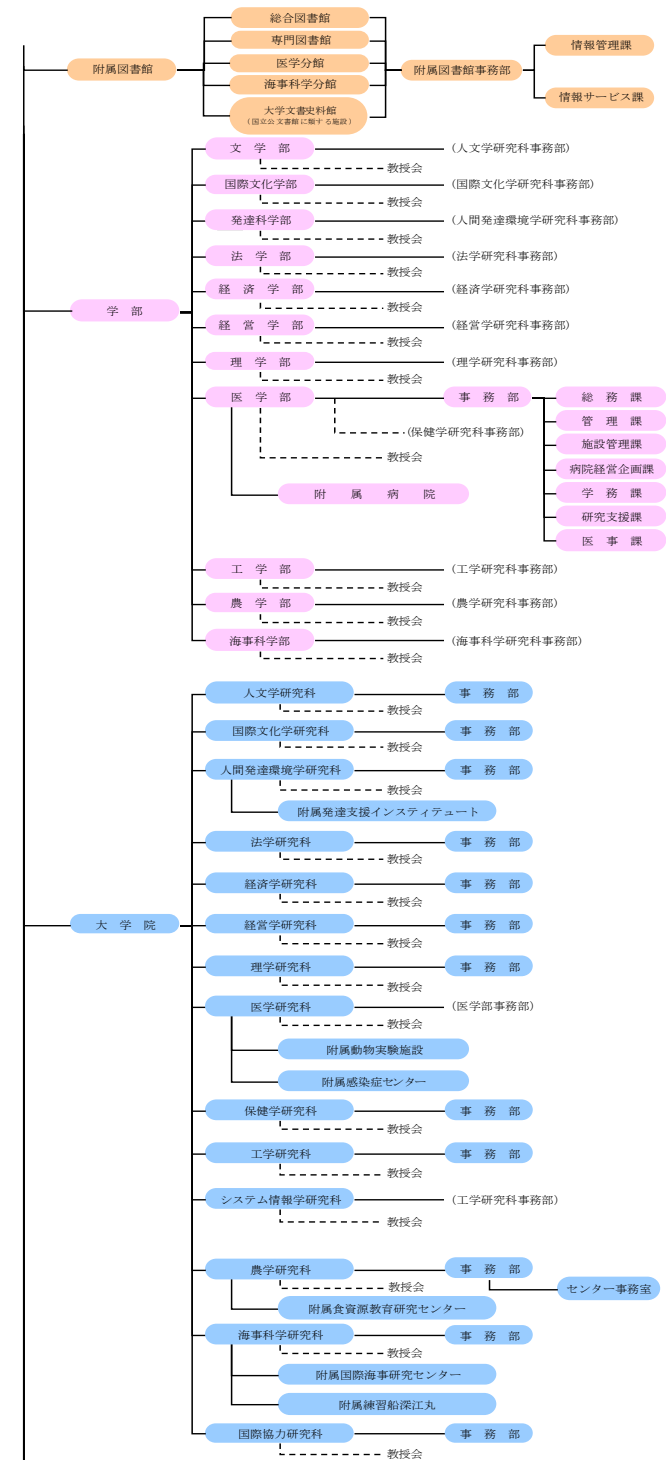 総合図書館
専門図書館
情報管理課
医学分館
附属図書館
附属図書館事務部
海事科学分館
情報サービス課
大学文書史料館
(国立公文書館に類する施設)
文 学 部
(人文学研究科事務部)
教授会
国際文化学部
(国際文化学研究科事務部)
教授会
発達科学部
(人間発達環境学研究科事務部)
教授会
法 学 部
(法学研究科事務部)
教授会
経 済 学 部
(経済学研究科事務部)
教授会
学 部
経 営 学 部
(経営学研究科事務部)
教授会
理 学 部
(理学研究科事務部)
教授会
医 学 部
事 務 部
総 務 課
管 理 課
(保健学研究科事務部)
施設管理課
教授会
病院経営企画課
附 属 病 院
学 務 課
研究支援課
医 事 課
工 学 部
(工学研究科事務部)
教授会
農 学 部
(農学研究科事務部)
教授会
海事科学部
(海事科学研究科事務部)
教授会
人文学研究科
事 務 部
教授会
国際文化学研究科
事 務 部
教授会
人間発達環境学研究科
事 務 部
教授会
附属発達支援インスティテュート
法学研究科
事 務 部
教授会
経済学研究科
事 務 部
教授会
大 学 院
経営学研究科
事 務 部
教授会
理学研究科
事 務 部
教授会
医学研究科
(医学部事務部)
教授会
附属動物実験施設
附属感染症センター
保健学研究科
事 務 部
教授会
工学研究科
事 務 部
教授会
システム情報学研究科
(工学研究科事務部)
教授会
農学研究科
事 務 部
教授会
センター事務室
附属食資源教育研究センター
海事科学研究科
事 務 部
教授会
附属国際海事研究センター
附属練習船深江丸
国際協力研究科
事 務 部
教授会